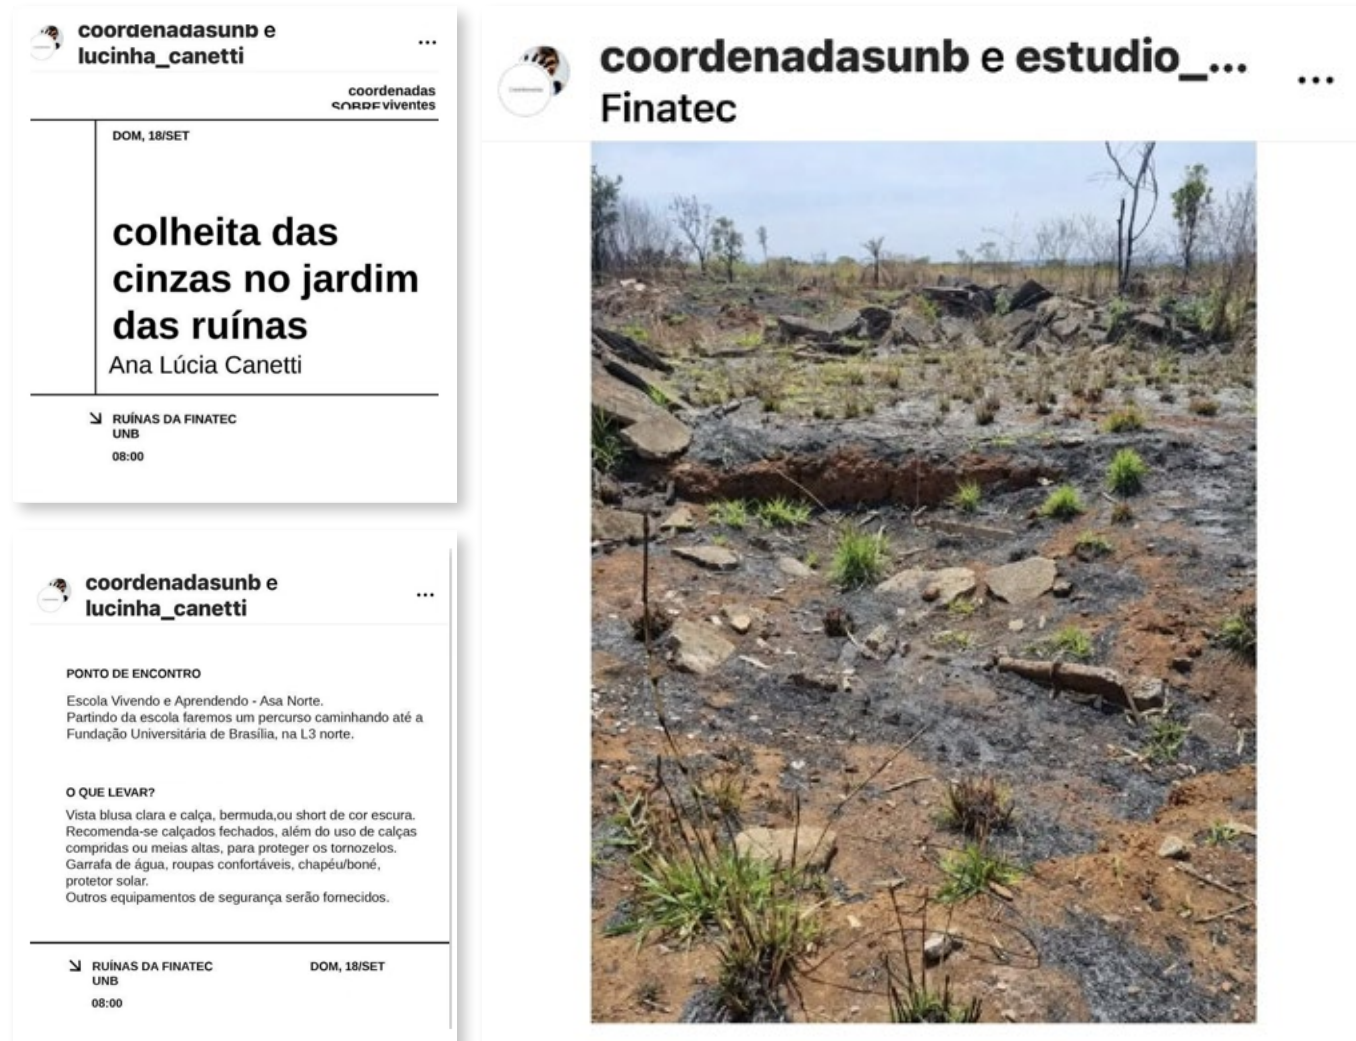 coordenadasunb e
lucinha_canetti
...
coordenadas
SOBREviventes
DOM, 18/SET
colheita das
cinzas no jardim
das ruínas
Ana Lúcia Canetti
RUÍNAS DA FINATEC
UNB
08:00
coordenadasunb e
lucinha_canetti
...
PONTO DE ENCONTRO
Escola Vivendo e Aprendendo - Asa Norte.
Partindo da escola faremos um percurso caminhando até a
Fundação Universitária de Brasília, na L3 norte.
O QUE LEVAR?
Vista blusa clara e calça, bermuda,ou short de cor escura.
Recomenda-se calçados fechados, além do uso de calças
compridas ou meias altas, para proteger os tornozelos.
Garrafa de água, roupas confortáveis, chapéu/boné,
protetor solar.
Outros equipamentos de segurança serão fornecidos.
RUÍNAS DA FINATEC
UNB
DOM, 18/SET
08:00
coordenadasunb e estudio_...
Finatec
...